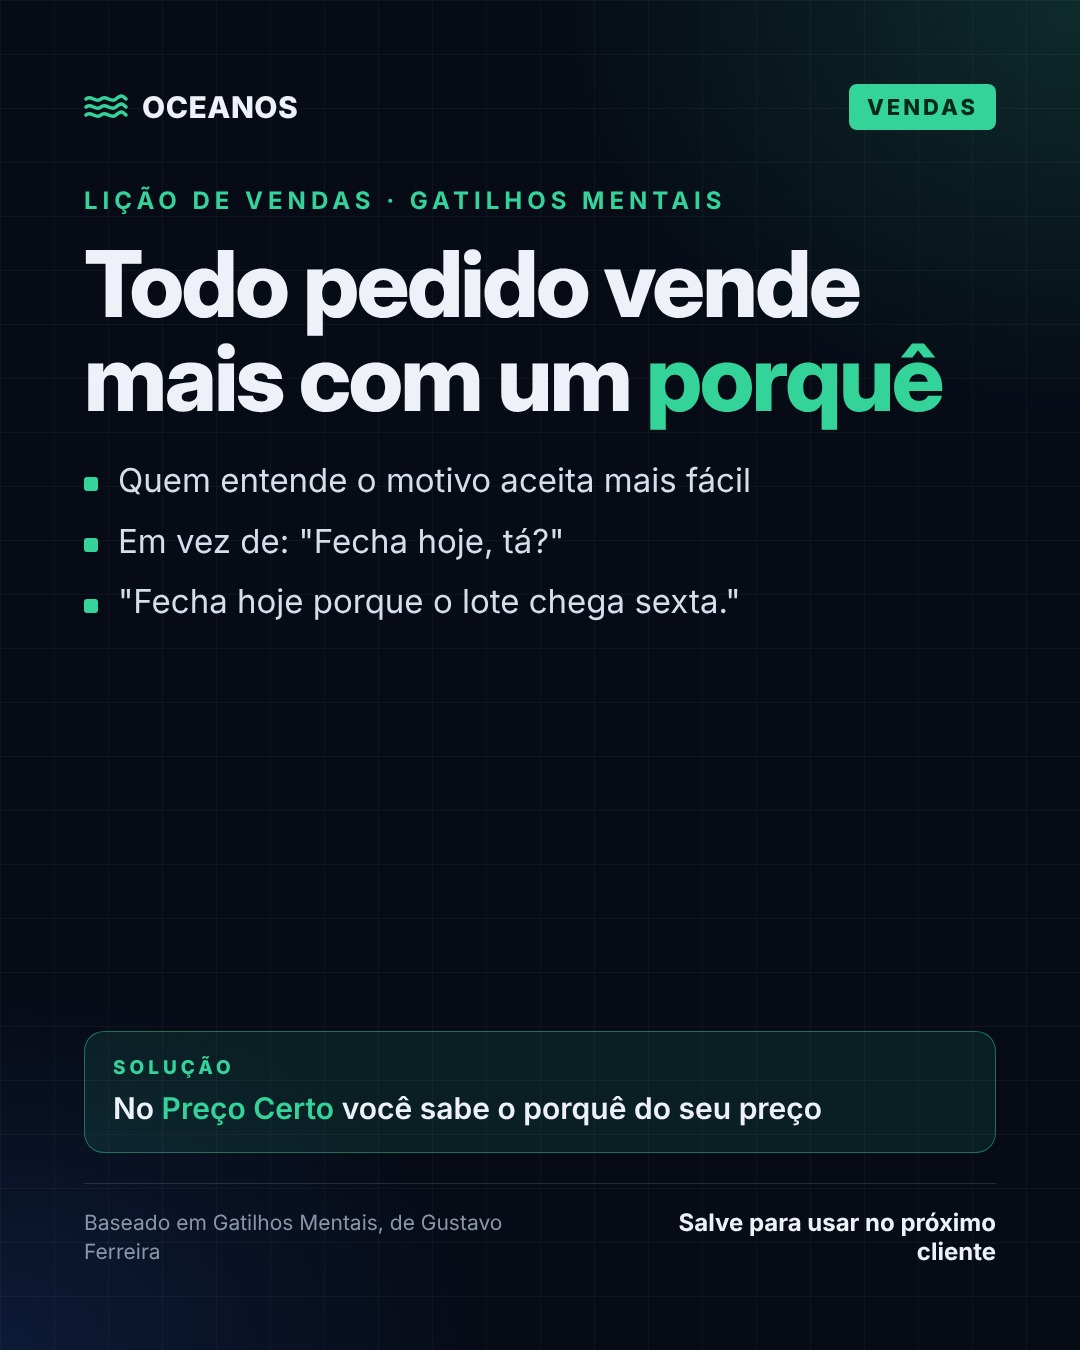 OCEANOS
VENDAS
LIÇÃO DE VENDAS · GATILHOS MENTAIS
Todo pedido vende
mais com um porquê
Quem entende o motivo aceita mais fácil
Em vez de: "Fecha hoje, tá?"
"Fecha hoje porque o lote chega sexta."
SOLUÇÃO
No Preço Certo você sabe o porquê do seu preço
Baseado em Gatilhos Mentais, de Gustavo
Ferreira
Salve para usar no próximo
cliente